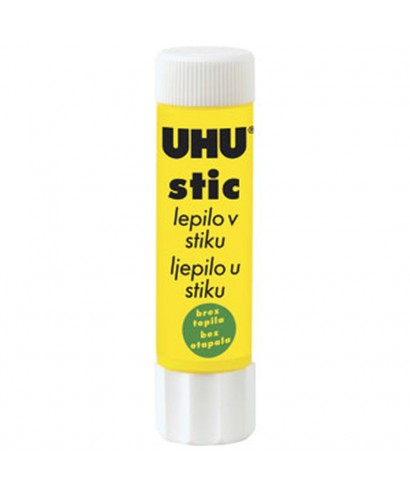 UHU®
stic
lepilo v
stiku
ljepilo u
stiku
brez
topila
bez
otapala